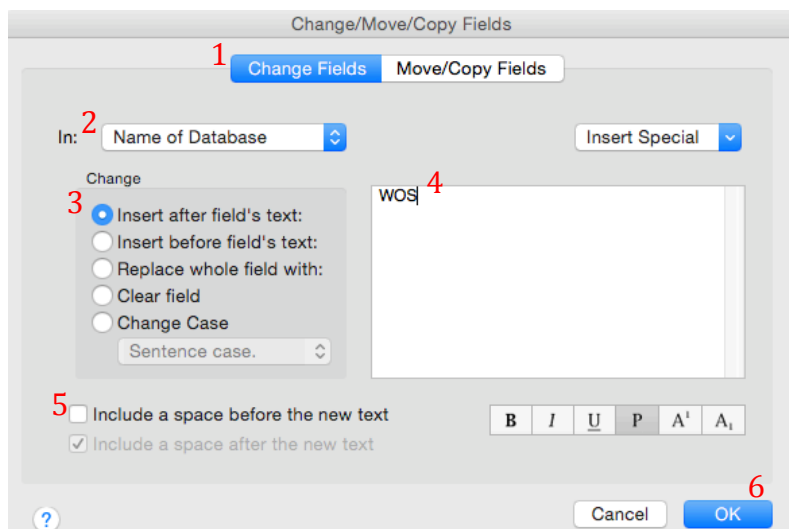 Change/Move/Copy Fields
1 Change Fields Move/Copy Fields
In: 2 Name of Database Insert Special
Change
3 Insert after field's text:
Insert before field's text:
Replace whole field with:
Clear field
Change Case
Sentence case.
WOS 4
5 Include a space before the new text
Include a space after the new text
B I U P A¹ A₁
6
? Cancel OK